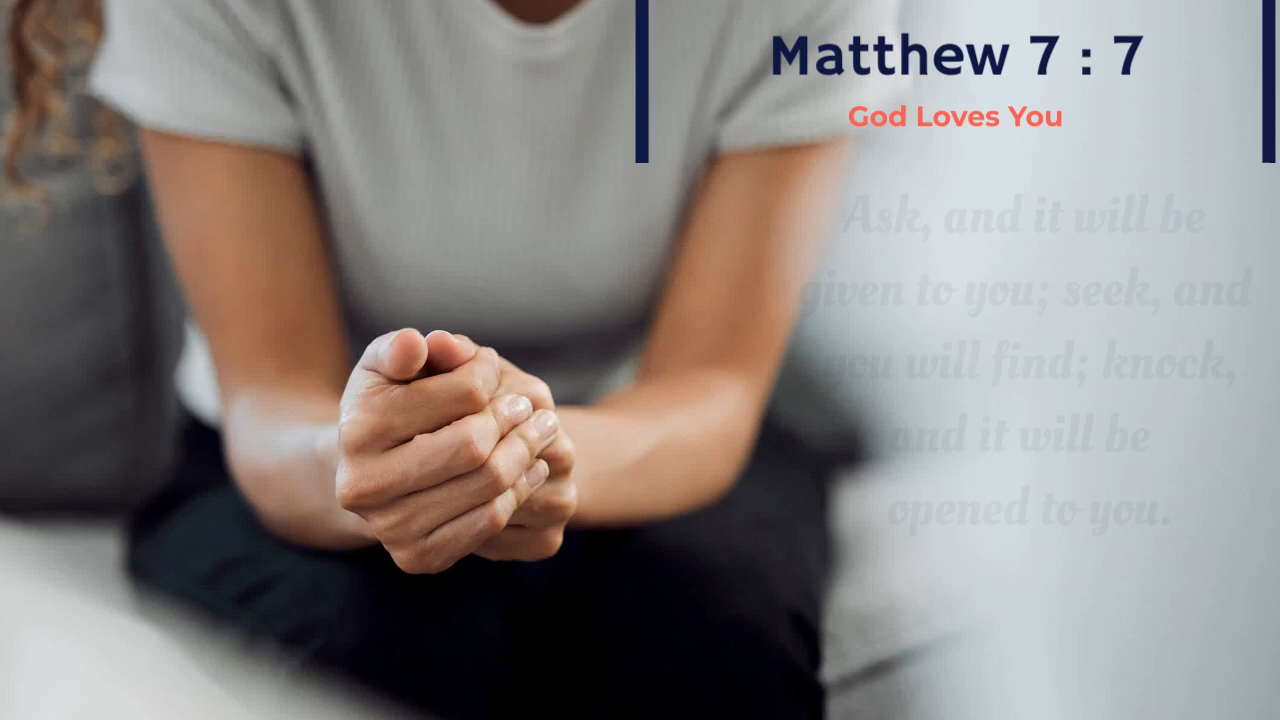 Matthew 7 : 7
God Loves You
Ask, and it will be
given to you; seek, and
you will find; knock,
and it will be
opened to you.